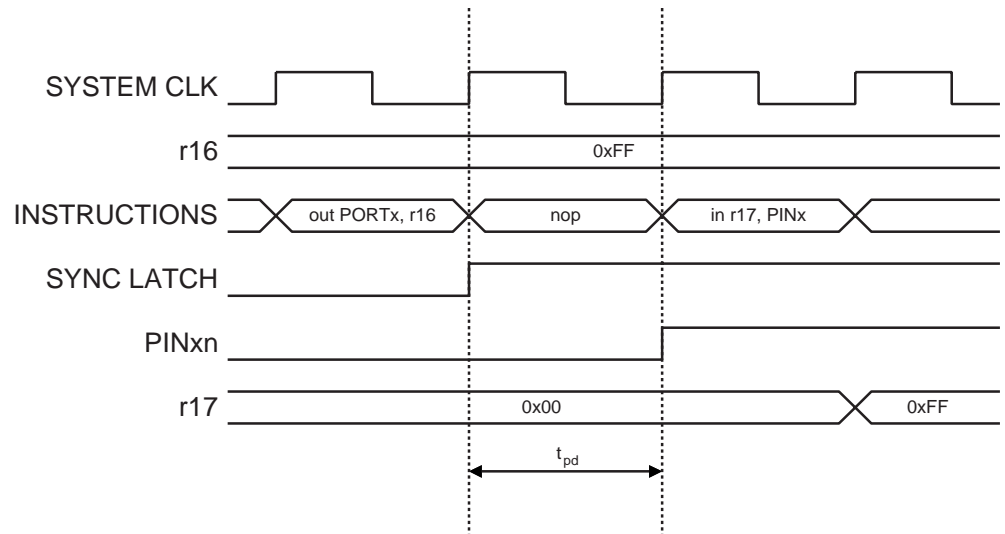 SYSTEM CLK
r16
0xFF
INSTRUCTIONS
out PORTx, r16
nop
in r17, PINx
SYNC LATCH
PINxn
r17
0x00
0xFF
tpd